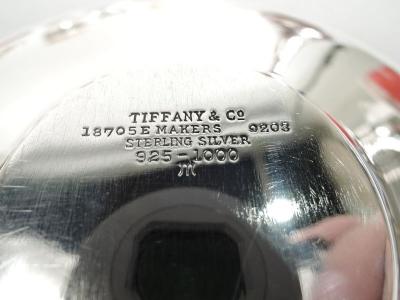 TIFFANY & Co
18705E MAKERS 9203
STERLING SILVER
925-1000
M